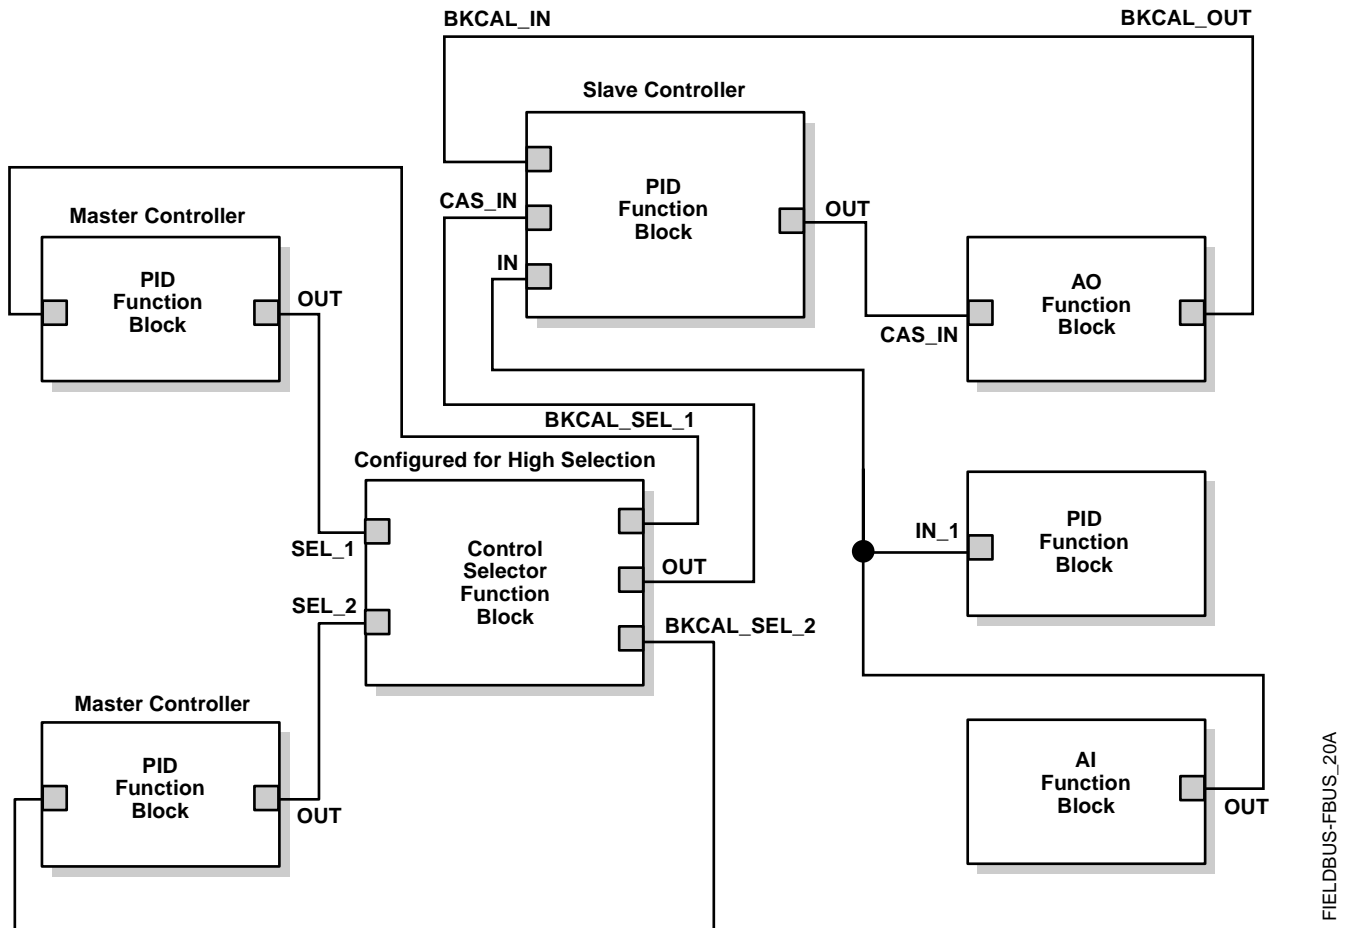 BKCAL_IN
BKCAL_OUT
Slave Controller
PID
Function
Block
CAS_IN
IN
OUT
Master Controller
PID
Function
Block
OUT
AO
Function
Block
CAS_IN
BKCAL_SEL_1
Configured for High Selection
SEL_1
SEL_2
Control
Selector
Function
Block
OUT
BKCAL_SEL_2
IN_1
PID
Function
Block
Master Controller
PID
Function
Block
OUT
AI
Function
Block
OUT
FIELDBUS-FBUS_20A